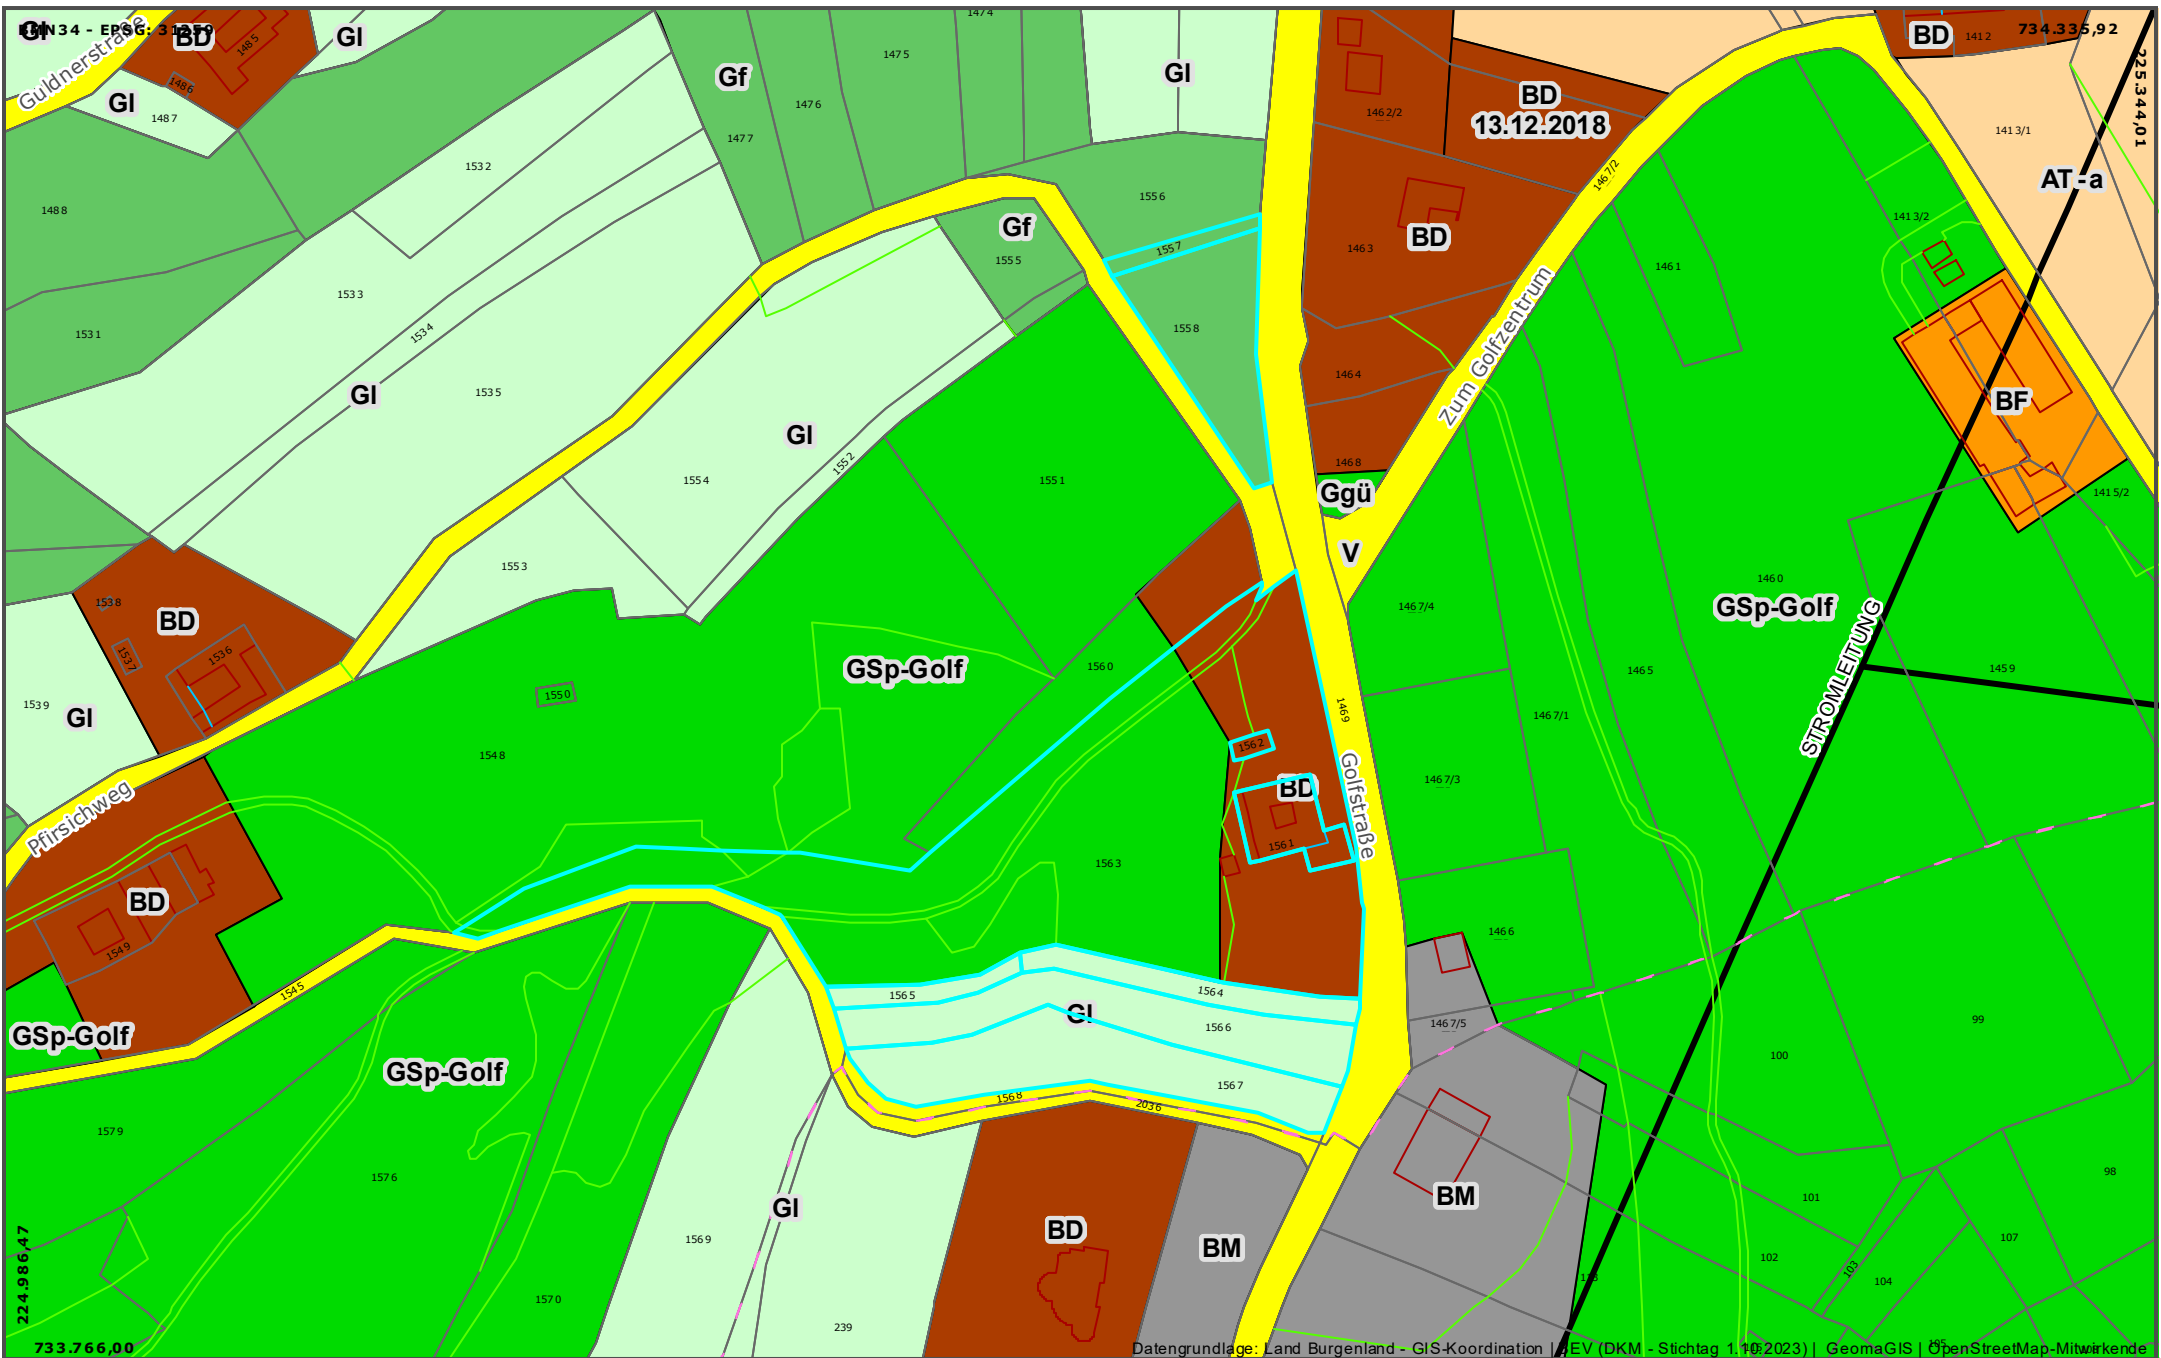 GI
BMN34 - EPSG: 31259
BD
1485
GI
1474
1475
Gf
GI
1476
1477
1462/2
BD
13.12.2018
1467/2
BD
1412
734.335,92
225.344,01
1413/1
AT-a
Guldnerstraße
1486
GI
1487
1488
1532
1531
1533
1534
GI
1535
Gf
1555
1556
1557
1558
1463
BD
1464
1468
Ggü
V
Zum Golfzentrum
1461
1413/2
BF
1415/2
GI
1554
1552
1551
1553
1538
BD
1537
1536
1539
GI
1550
1548
GSp-Golf
1560
1562
BD
1561
1563
1469
Golfstraße
1467/4
1467/1
1467/3
1465
1460
GSp-Golf
STROMLEITUNG
1459
Pfirsichweg
BD
1549
1545
GSp-Golf
GSp-Golf
1565
1564
GI
1566
1567
1568
2036
1466
1467/5
99
100
1579
1576
1569
GI
1570
239
BD
BM
BM
101
98
102
107
103
104
224.986,47
733.766,00
Datengrundlage: Land Burgenland - GIS-Koordination | BEV (DKM - Stichtag 1.10.2023) | GeomaGIS | OpenStreetMap-Mitwirkende